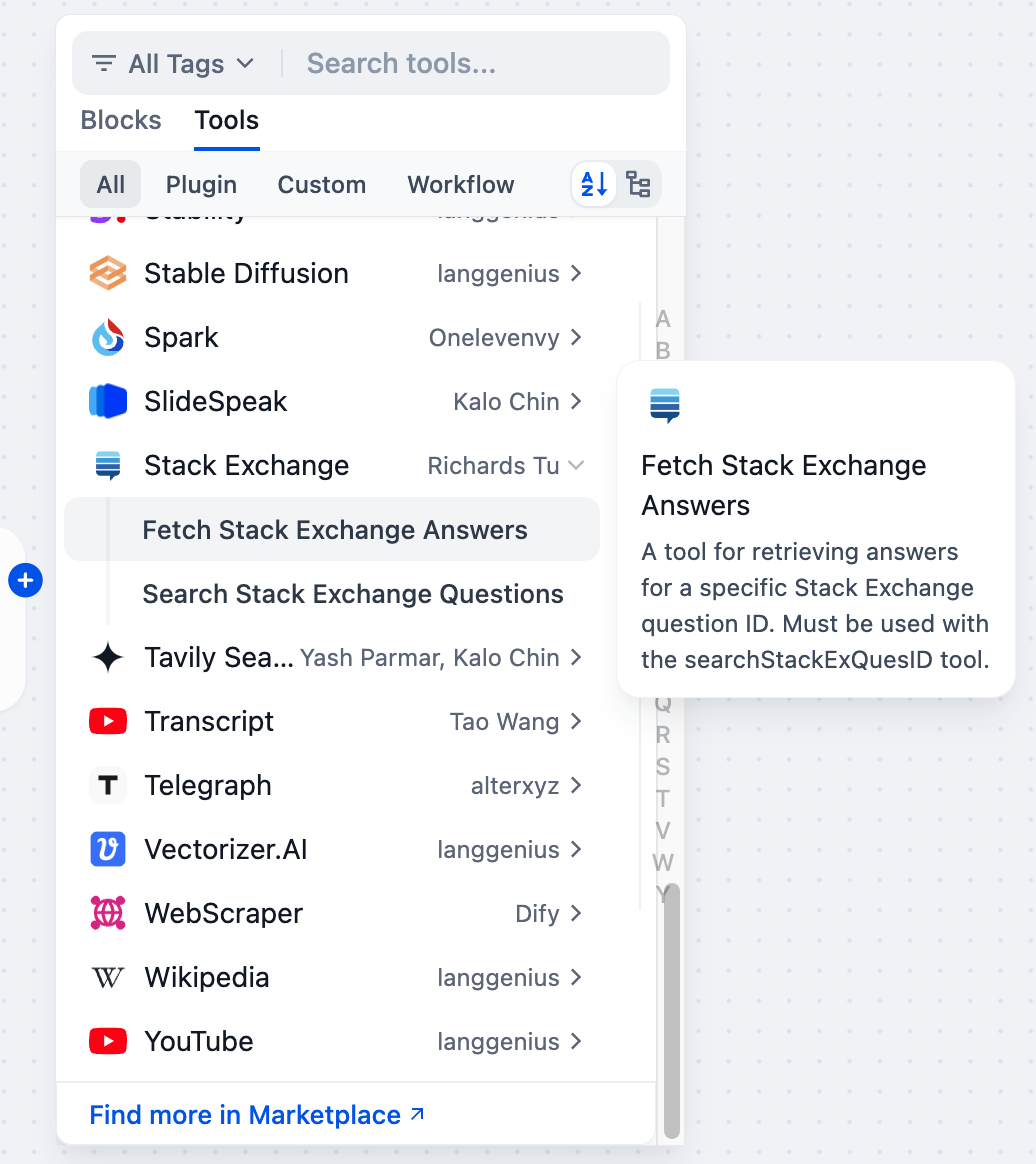 All Tags
Search tools...
Blocks Tools
All Plugin Custom Workflow
Stability langgenius
Stable Diffusion langgenius
Spark Onelevenvy
SlideSpeak Kalo Chin
Stack Exchange Richards Tu
Fetch Stack Exchange Answers
Search Stack Exchange Questions
Tavily Sea... Yash Parmar, Kalo Chin
Transcript Tao Wang
Telegraph alterxyz
Vectorizer.AI langgenius
WebScraper Dify
Wikipedia langgenius
YouTube langgenius
Find more in Marketplace
A
B
Fetch Stack Exchange
Answers
A tool for retrieving answers
for a specific Stack Exchange
question ID. Must be used with
the searchStackExQuesID tool.
Q
R
S
T
V
W
Y